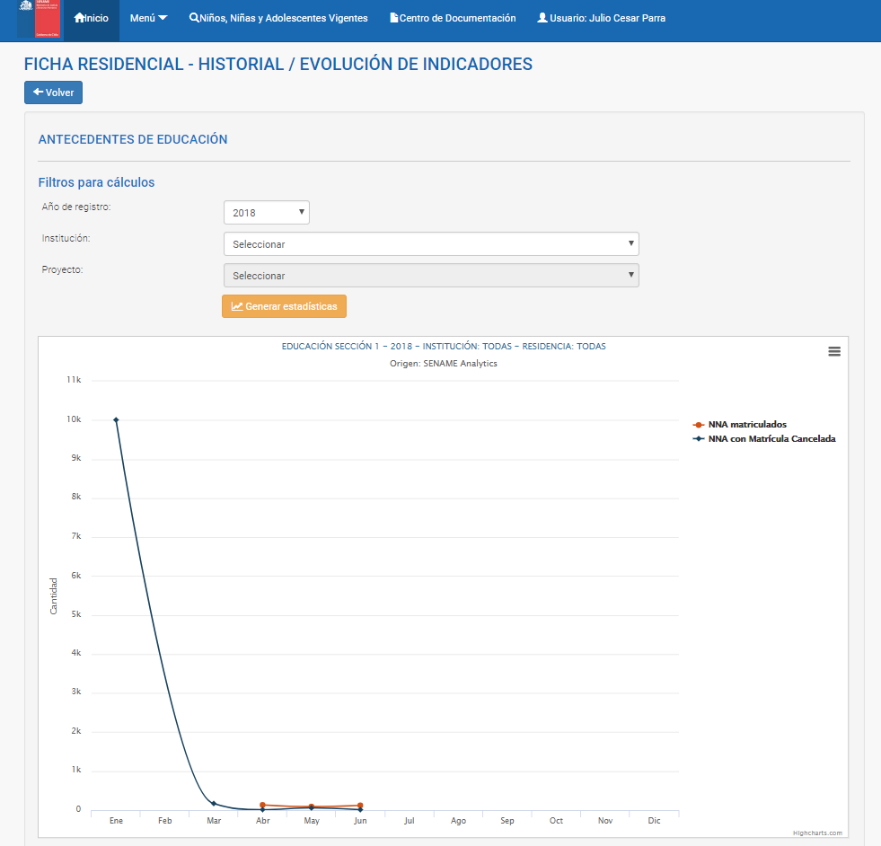 Inicio Menú Niños, Niñas y Adolescentes Vigentes Centro de Documentación Usuario: Julio Cesar Parra
FICHA RESIDENCIAL - HISTORIAL / EVOLUCIÓN DE INDICADORES
Volver
ANTECEDENTES DE EDUCACIÓN
Filtros para cálculos
Año de registro:
2018
Institución:
Seleccionar
Proyecto:
Seleccionar
Generar estadísticas
EDUCACIÓN SECCIÓN 1 - 2018 - INSTITUCIÓN: TODAS - RESIDENCIA: TODAS
Origen: SENAME Analytics
11k
10k
9k
8k
7k
6k
5k
4k
3k
2k
1k
0
Cantidad
NNA matriculados
NNA con Matrícula Cancelada
Ene Feb Mar Abr May Jun Jul Ago Sep Oct Nov Dic
Highcharts.com